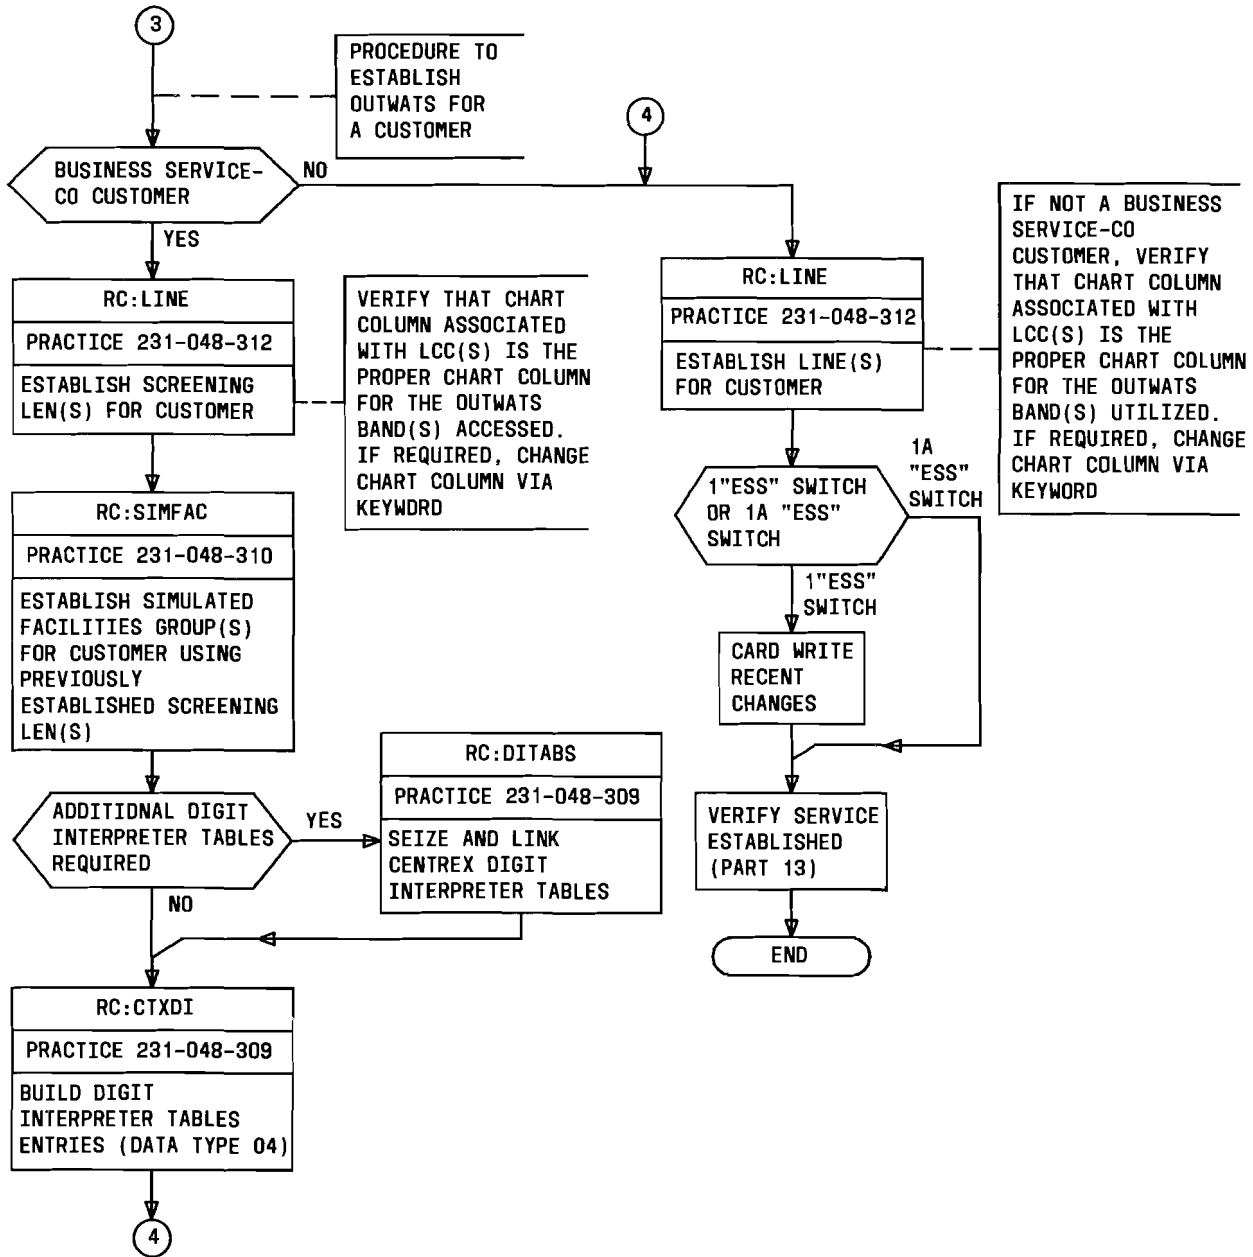 3
PROCEDURE TO
ESTABLISH
OUTWATS FOR
A CUSTOMER
BUSINESS SERVICE-
CO CUSTOMER
NO
YES
RC:LINE
PRACTICE 231-048-312
ESTABLISH SCREENING
LEN(S) FOR CUSTOMER
VERIFY THAT CHART
COLUMN ASSOCIATED
WITH LCC(S) IS THE
PROPER CHART COLUMN
FOR THE OUTWATS
BAND(S) ACCESSED.
IF REQUIRED, CHANGE
CHART COLUMN VIA
KEYWORD
RC:SIMFAC
PRACTICE 231-048-310
ESTABLISH SIMULATED
FACILITIES GROUP(S)
FOR CUSTOMER USING
PREVIOUSLY
ESTABLISHED SCREENING
LEN(S)
ADDITIDNAL DIGIT
INTERPRETER TABLES
REQUIRED
YES
NO
RC:DITABS
PRACTICE 231-048-309
SEIZE AND LINK
CENTREX DIGIT
INTERPRETER TABLES
RC:CTXDI
PRACTICE 231-048-309
BUILD DIGIT
INTERPRETER TABLES
ENTRIES (DATA TYPE 04)
4
4
RC:LINE
PRACTICE 231-048-312
ESTABLISH LINE(S)
FOR CUSTOMER
IF NOT A BUSINESS
SERVICE-CO
CUSTOMER, VERIFY
THAT CHART COLUMN
ASSOCIATED WITH
LCC(S) IS THE
PROPER CHART COLUMN
FOR THE OUTWATS
BAND(S) UTILIZED.
IF REQUIRED, CHANGE
CHART COLUMN VIA
KEYWORD
1"ESS" SWITCH
OR 1A "ESS"
SWITCH
1A
"ESS"
SWITCH
1"ESS"
SWITCH
CARD WRITE
RECENT
CHANGES
VERIFY SERVICE
ESTABLISHED
(PART 13)
END